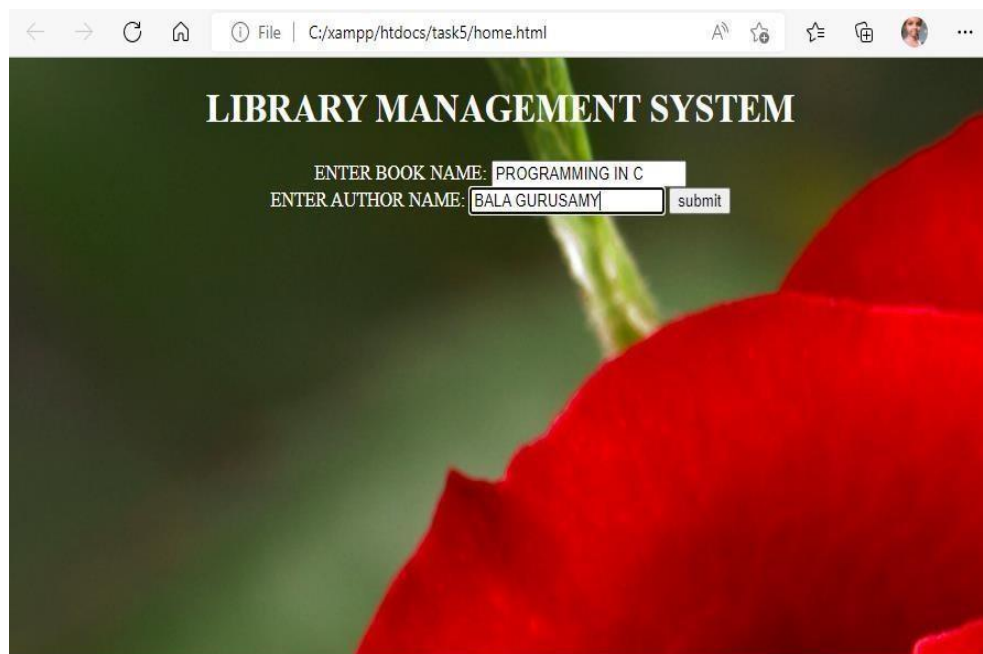 File | C:/xampp/htdocs/task5/home.html
LIBRARY MANAGEMENT SYSTEM
ENTER BOOK NAME: PROGRAMMING IN C
ENTER AUTHOR NAME: BALA GURUSAMY submit